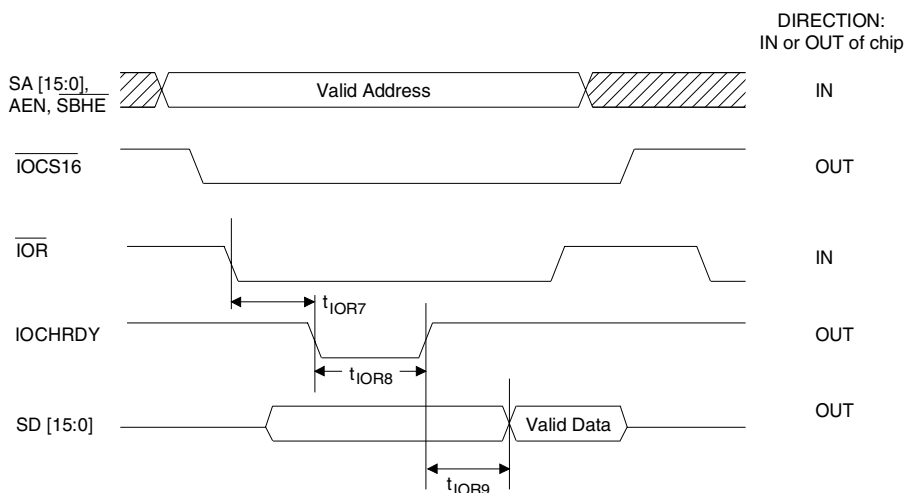 DIRECTION:
IN or OUT of chip
SA [15:0],
AEN, SBHE
Valid Address
IN
IOCS16
OUT
IOR
IN
tIOR7
IOCHRDY
OUT
tIOR8
SD [15:0]
Valid Data
OUT
tIOR9